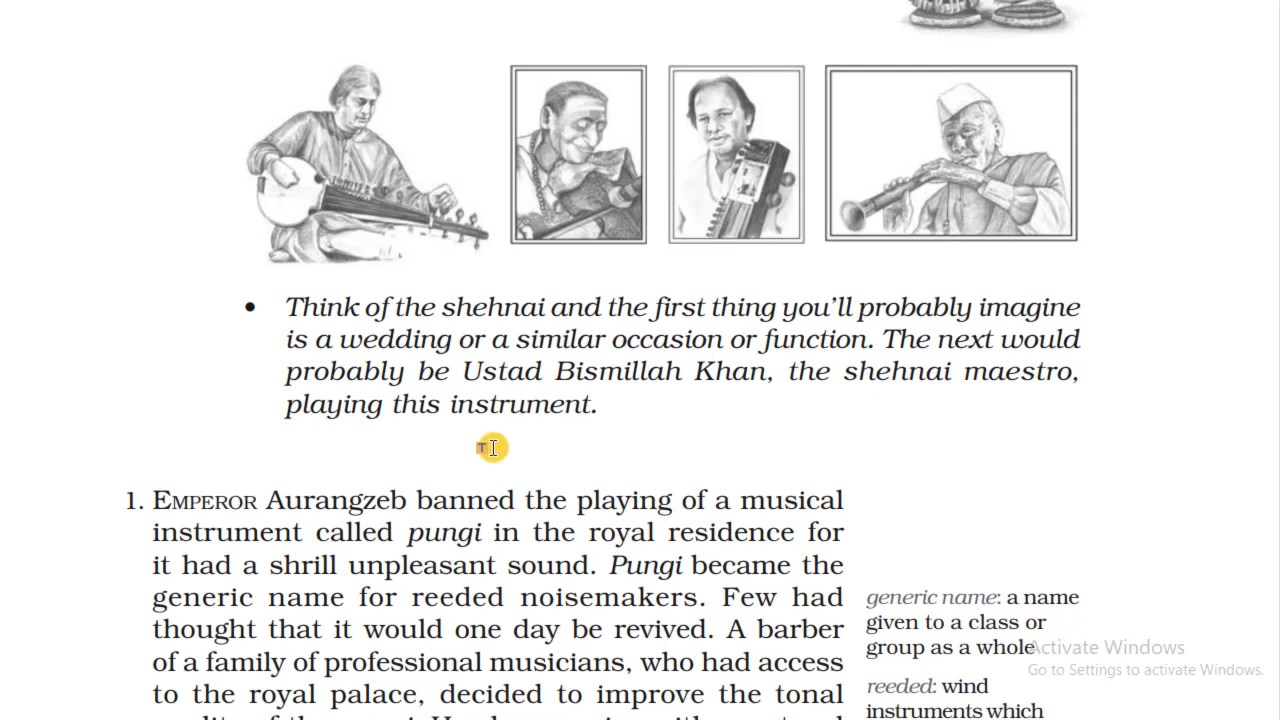 • Think of the shehnai and the first thing you'll probably imagine
is a wedding or a similar occasion or function. The next would
probably be Ustad Bismillah Khan, the shehnai maestro,
playing this instrument.
T
1. EMPEROR Aurangzeb banned the playing of a musical
instrument called pungi in the royal residence for
it had a shrill unpleasant sound. Pungi became the
generic name for reeded noisemakers. Few had
thought that it would one day be revived. A barber
of a family of professional musicians, who had access
to the royal palace, decided to improve the tonal
generic name: a name
given to a class or
group as a whole
reeded: wind
instruments which
Activate Windows
Go to Settings to activate Windows.